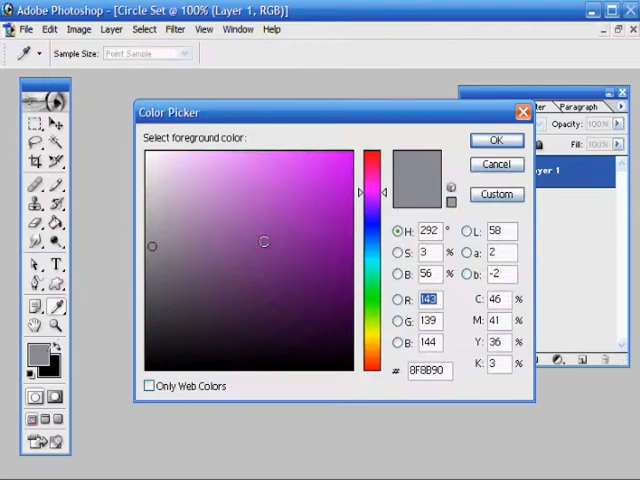 Adobe Photoshop - [Circle Set @ 100% (Layer 1, RGB)]
File Edit Image Layer Select Filter View Window Help
Sample Size: Point Sample
Color Picker
Paragraph
Select foreground color:
OK
Opacity: 100%
Cancel
Fill: 100%
Custom
H: 292 ° L: 58
S: 3 % a: 2
B: 56 % b: -2
R: 143 C: 46 %
G: 139 M: 41 %
B: 144 Y: 36 %
K: 3 %
# 8F8B90
Only Web Colors
T